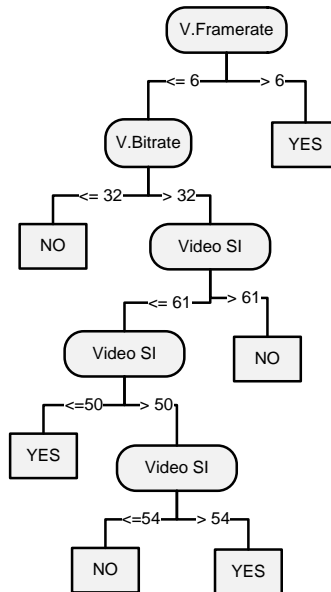 V.Framerate
<= 6
> 6
V.Bitrate
YES
<= 32
> 32
NO
Video SI
<= 61
> 61
Video SI
NO
<=50
> 50
YES
Video SI
<=54
> 54
NO
YES